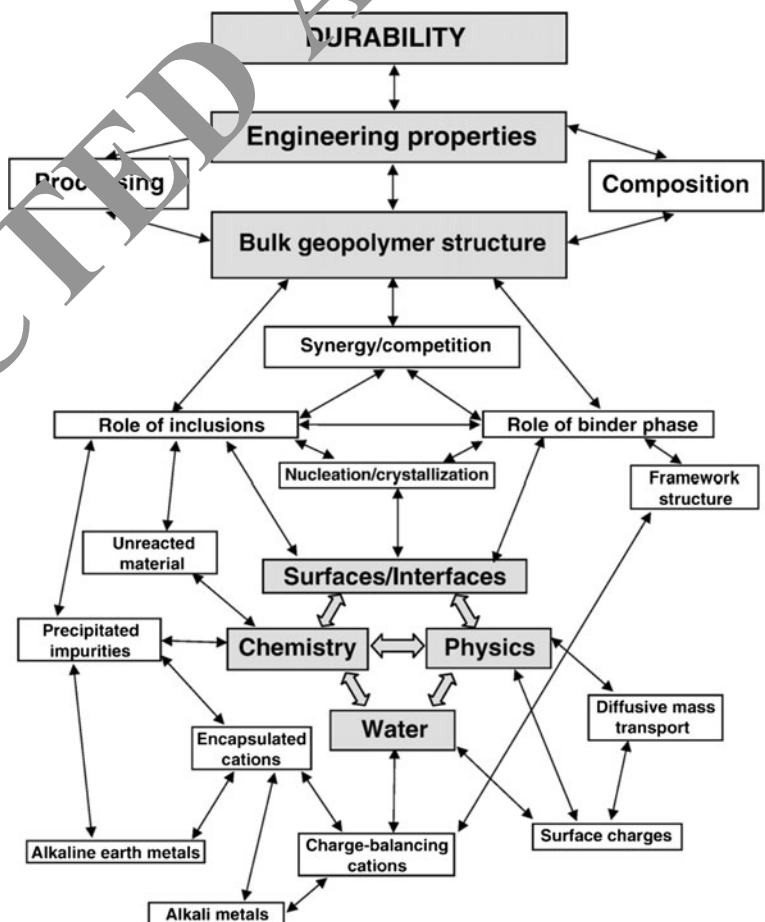 DURABILITY
Engineering properties
Processing
Composition
Bulk geopolymer structure
Synergy/competition
Role of inclusions
Role of binder phase
Nucleation/crystallization
Framework
structure
Unreacted
material
Surfaces/Interfaces
Precipitated
impurities
Chemistry
Physics
Diffusive mass
transport
Water
Encapsulated
cations
Surface charges
Alkaline earth metals
Charge-balancing
cations
Alkali metals